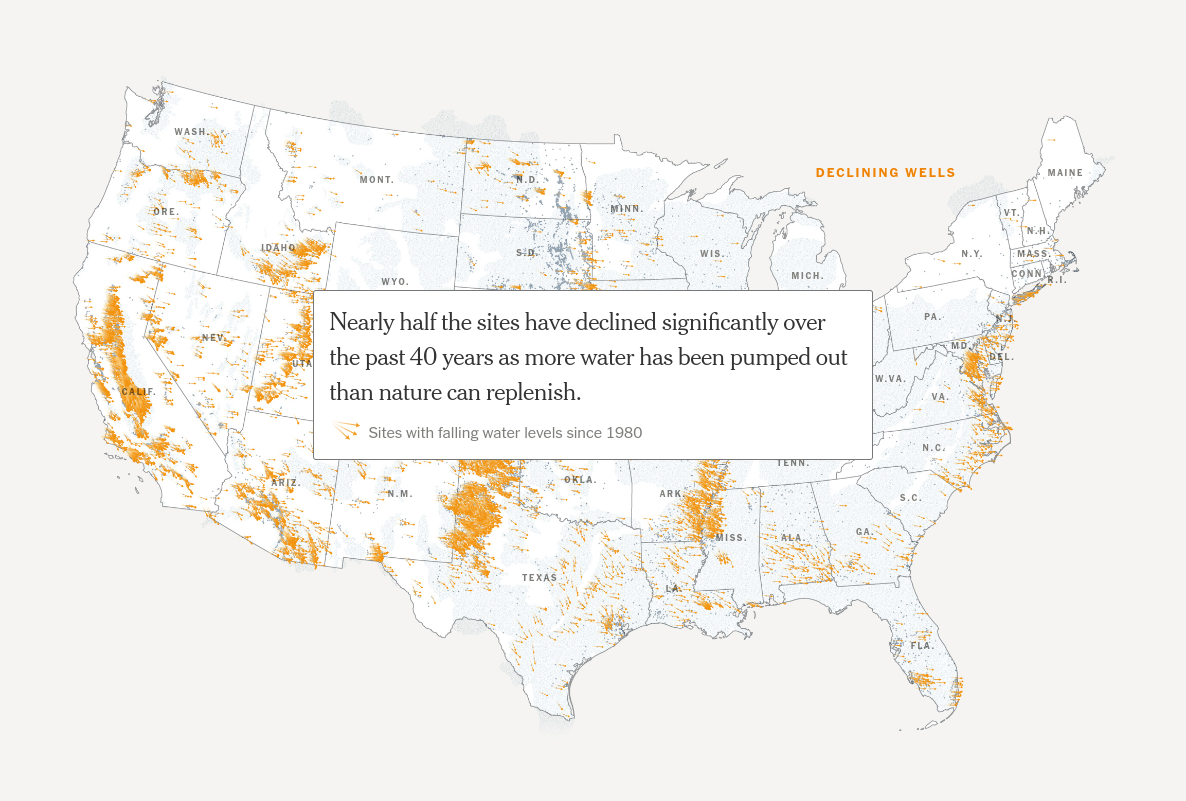 WASH.
MONT.
N.D.
MINN.
DECLINING WELLS
MAINE
ORE.
IDAHO
S.D.
WIS.
VT.
N.H.
WYO.
MICH.
N.Y.
MASS.
CONN.
R.I.
Nearly half the sites have declined significantly over
the past 40 years as more water has been pumped out
than nature can replenish.
Sites with falling water levels since 1980
NEV.
UTA
CALIF.
PA.
N.J.
MD.
DEL.
W.VA.
VA.
N.C.
TENN.
ARIZ.
N.M.
OKLA.
ARK.
S.C.
MISS.
ALA.
GA.
TEXAS
LA.
FLA.